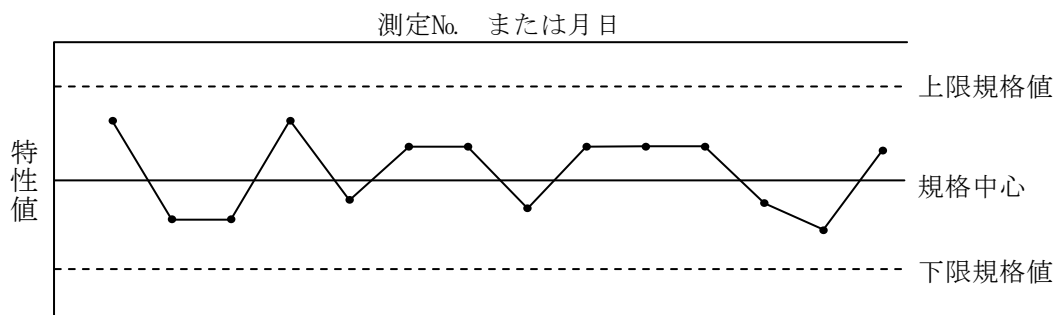 測定№　または月日
上限規格値
特性値
規格中心
下限規格値